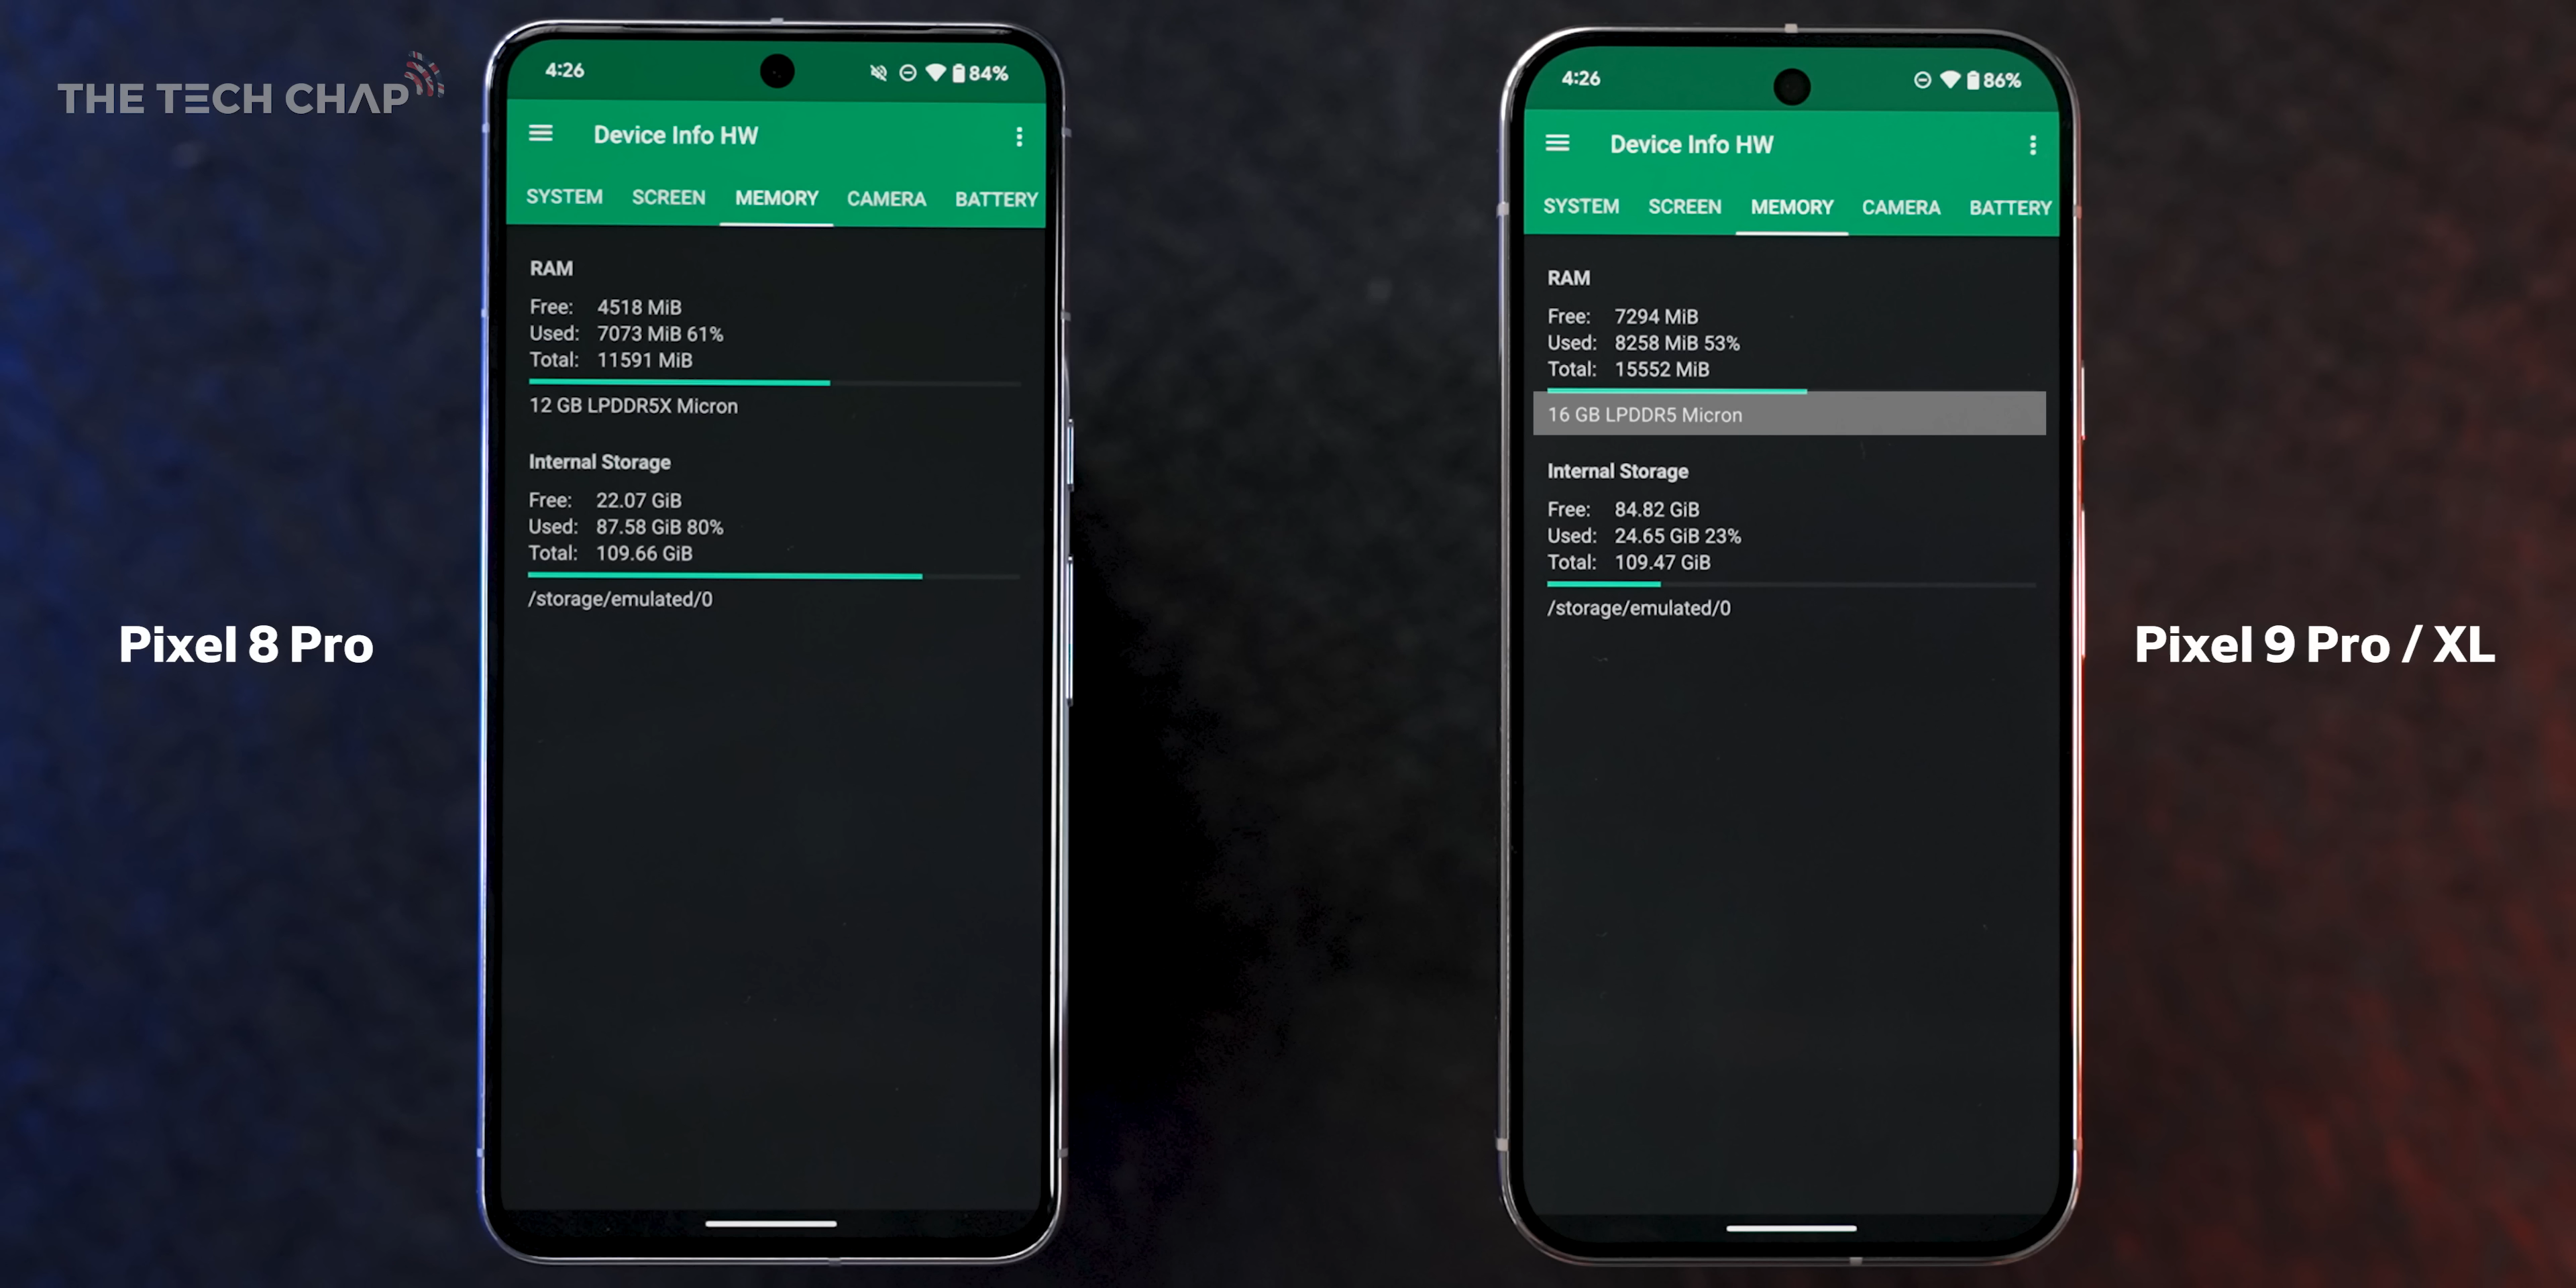 THE TECH CHAP
4:26
84%
Device Info HW
SYSTEM SCREEN MEMORY CAMERA BATTERY
RAM
Free: 4518 MiB
Used: 7073 MiB 61%
Total: 11591 MiB
12 GB LPDDR5X Micron
Internal Storage
Free: 22.07 GiB
Used: 87.58 GiB 80%
Total: 109.66 GiB
/storage/emulated/0
Pixel 8 Pro
4:26
86%
Device Info HW
SYSTEM SCREEN MEMORY CAMERA BATTERY
RAM
Free: 7294 MiB
Used: 8258 MiB 53%
Total: 15552 MiB
16 GB LPDDR5 Micron
Internal Storage
Free: 84.82 GiB
Used: 24.65 GiB 23%
Total: 109.47 GiB
/storage/emulated/0
Pixel 9 Pro / XL